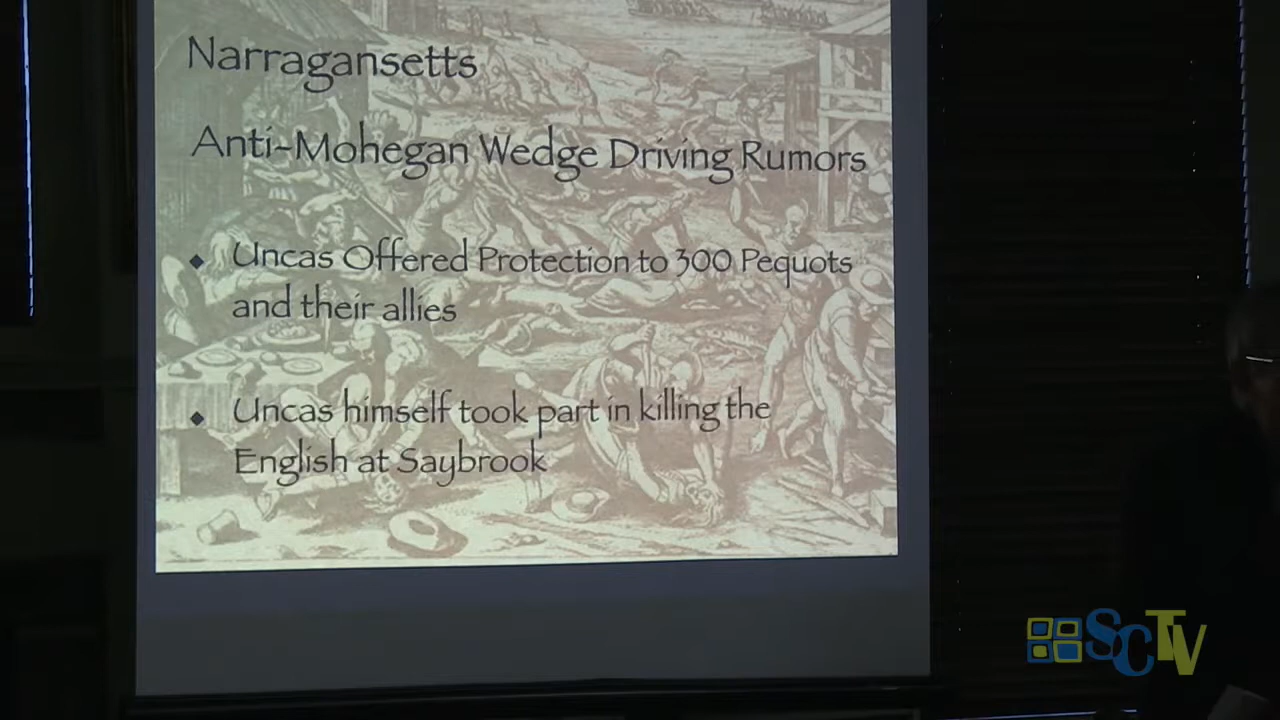 Narragansetts
Anti-Mohegan Wedge Driving Rumors
Uncas Offered Protection to 300 Pequots
and their allies
Uncas himself took part in killing the
English at Saybrook
SCTV